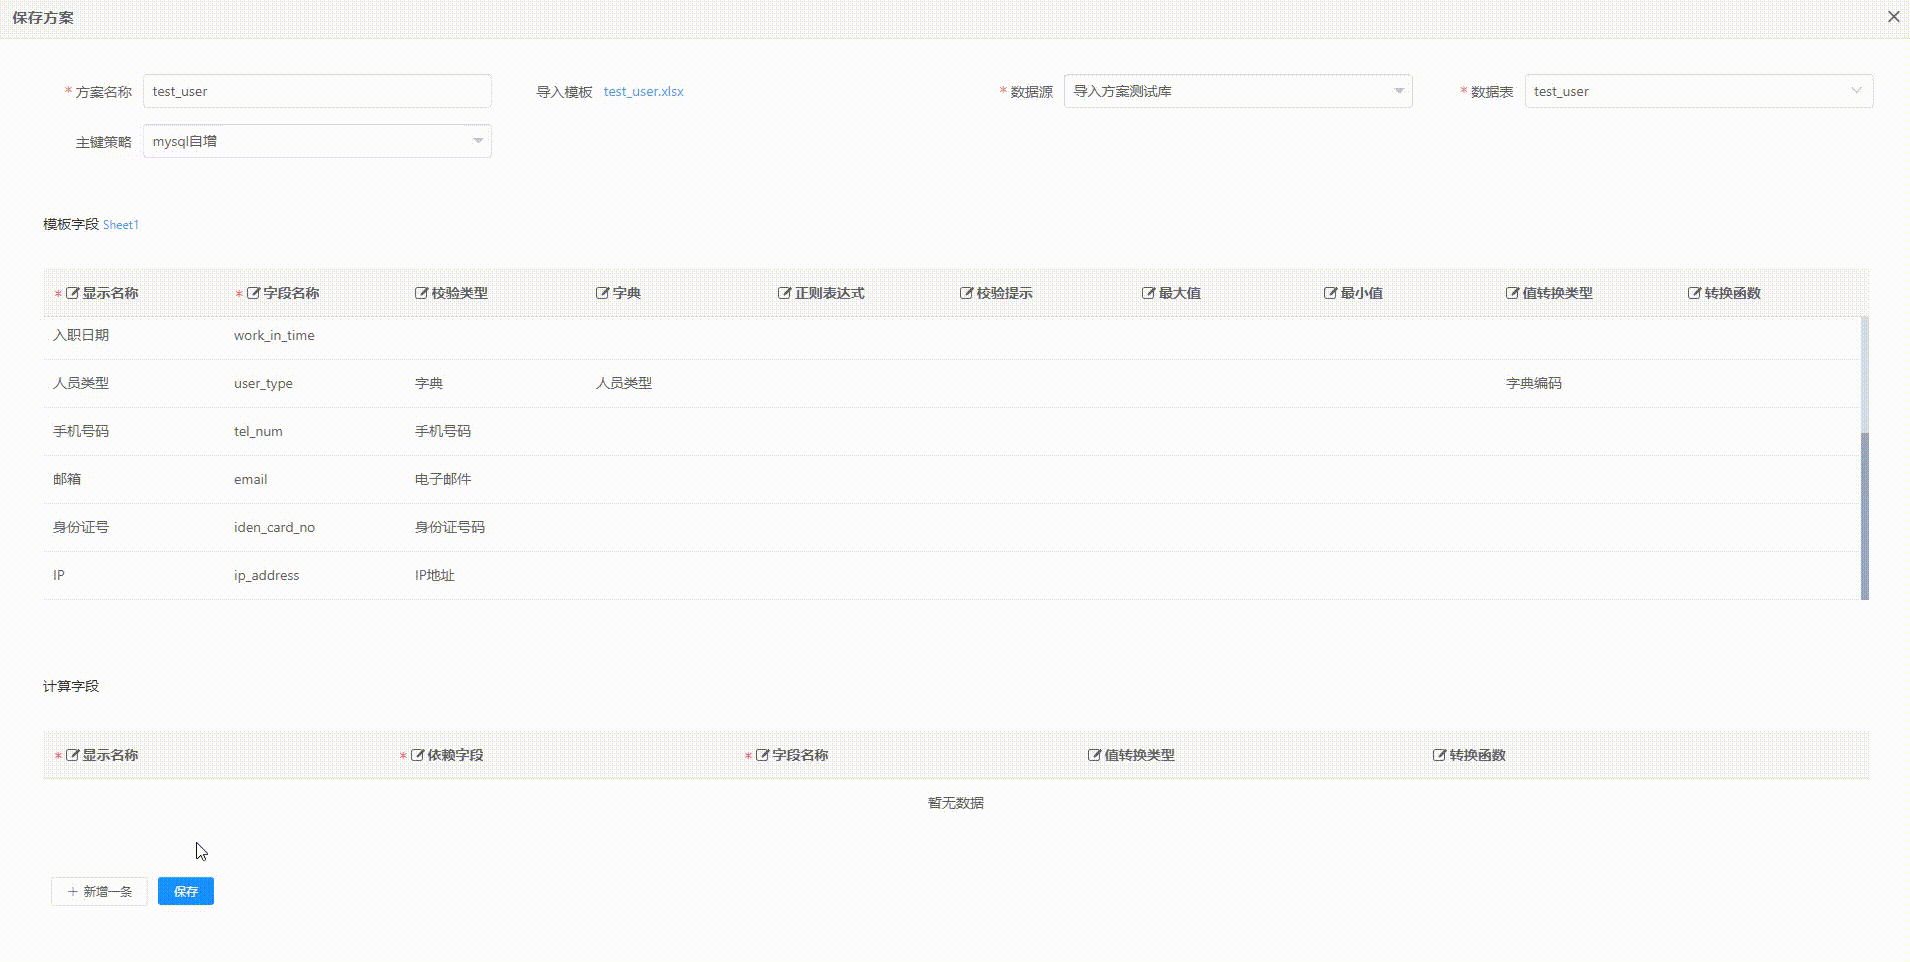 保存方案
* 方案名称 test_user 导入模板 test_user.xlsx * 数据源 导入方案测试库 * 数据表 test_user
主键策略 mysql自增
模板字段 Sheet1
* 显示名称 * 字段名称 校验类型 字典 正则表达式 校验提示 最大值 最小值 值转换类型 转换函数
入职日期 work_in_time
人员类型 user_type 字典 人员类型 字典编码
手机号码 tel_num 手机号码
邮箱 email 电子邮件
身份证号 iden_card_no 身份证号码
IP ip_address IP地址
计算字段
* 显示名称 * 依赖字段 * 字段名称 值转换类型 转换函数
暂无数据
+ 新增一条 保存